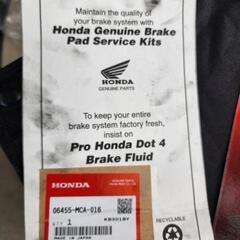 Maintain the quality of
your brake system with
Honda Genuine Brake
Pad Service Kits
HONDA
GENUINE PARTS
To keep your entire
brake system factory fresh,
insist on
Pro Honda Dot 4
Brake Fluid
HONDA
06455-MCA-016
1
MADE IN JAPAN
RECYCLABLE